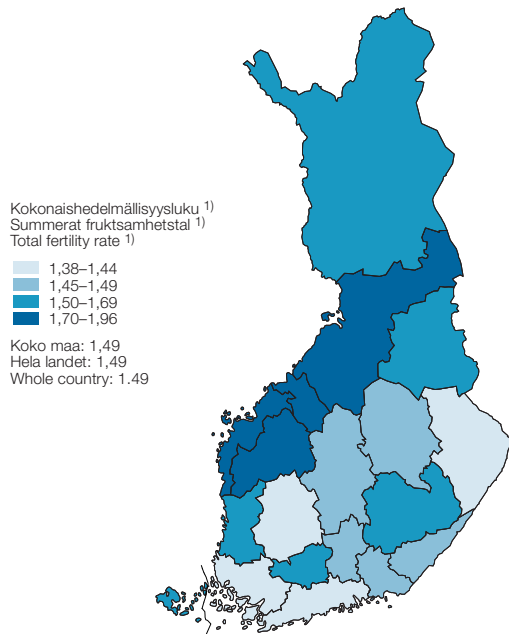 Kokonaishedelmällisyysluku 1)
Summerat fruktsamhetstal 1)
Total fertility rate 1)
1,38–1,44
1,45–1,49
1,50–1,69
1,70–1,96
Koko maa: 1,49
Hela landet: 1,49
Whole country: 1.49